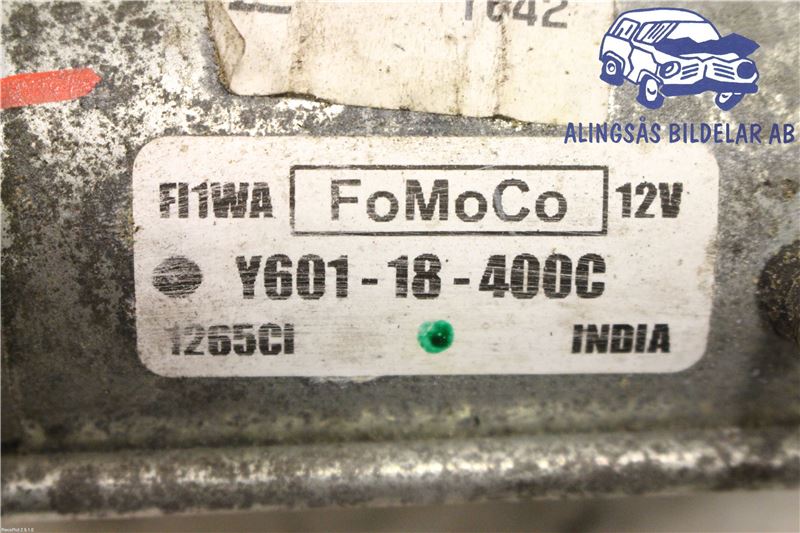 1642
ALINGSÅS BILDELAR AB
FI1WA FoMoCo 12V
Y601-18-400C
1265CI INDIA